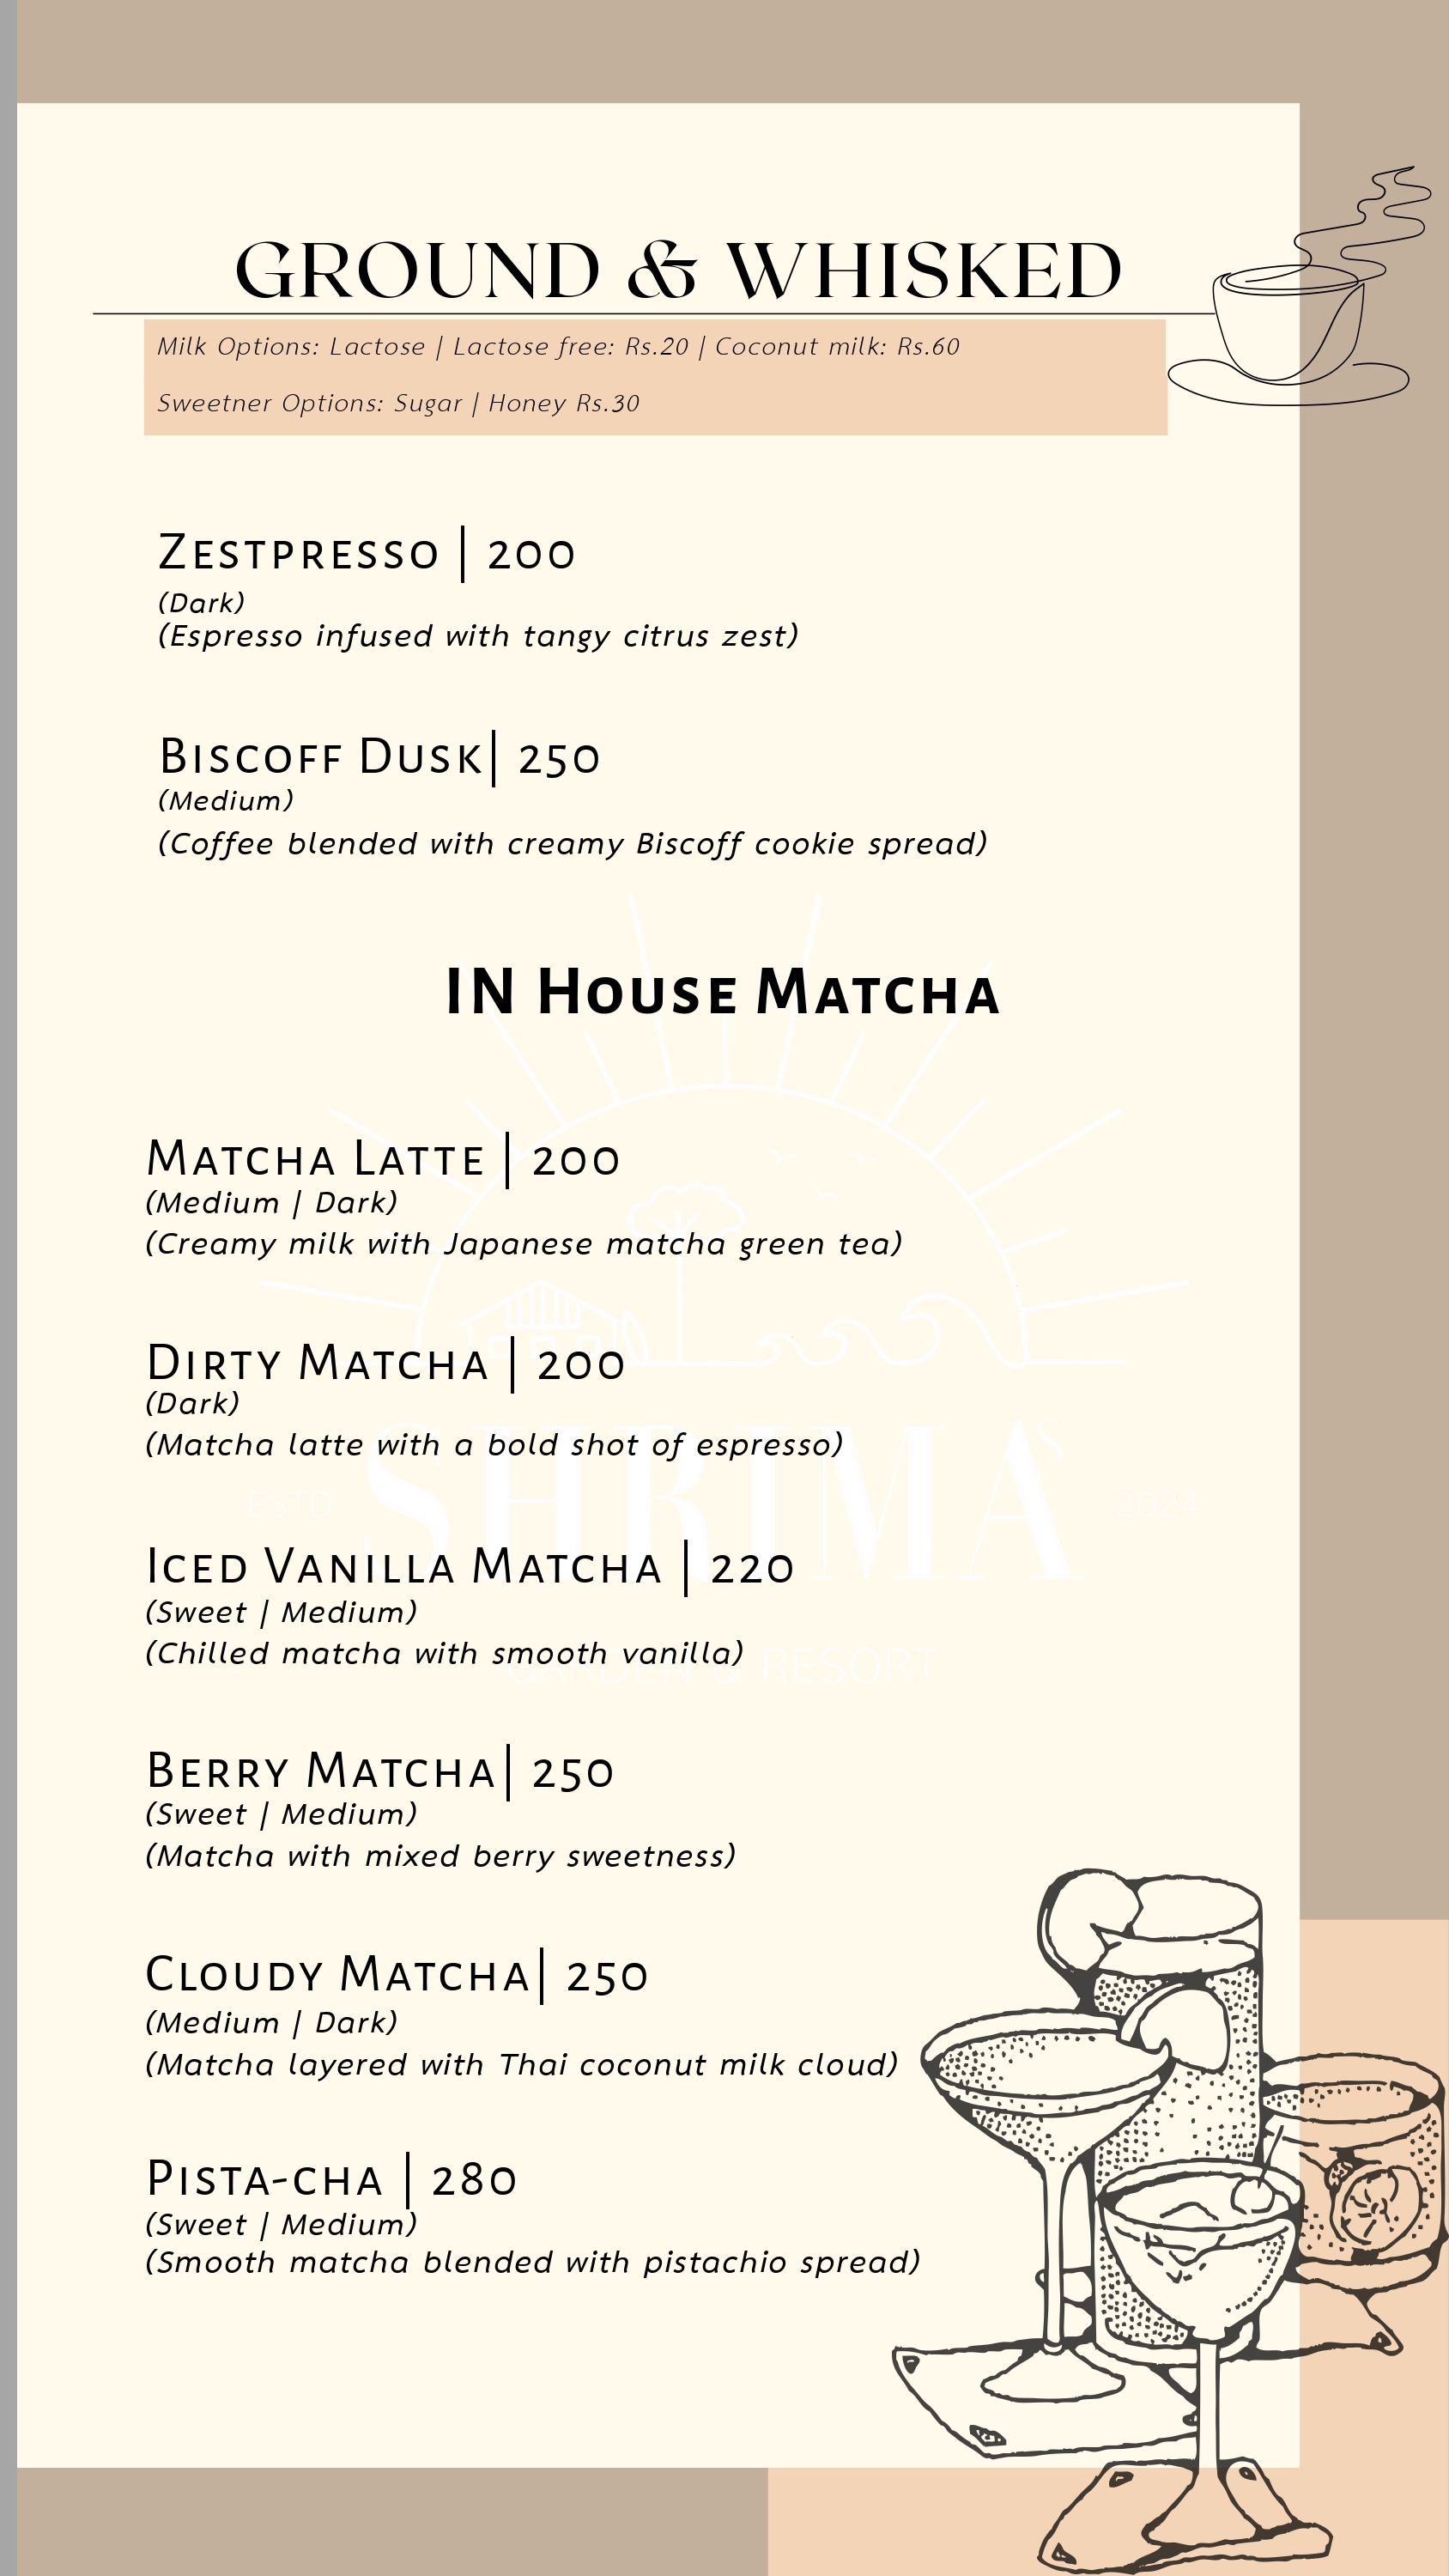 GROUND & WHISKED
Milk Options: Lactose | Lactose free: Rs.20 | Coconut milk: Rs.60
Sweetner Options: Sugar | Honey Rs.30
Zestpresso | 200
(Dark)
(Espresso infused with tangy citrus zest)
Biscoff Dusk| 250
(Medium)
(Coffee blended with creamy Biscoff cookie spread)
IN House Matcha
Matcha Latte | 200
(Medium | Dark)
(Creamy milk with Japanese matcha green tea)
Dirty Matcha | 200
(Dark)
(Matcha latte with a bold shot of espresso)
SHRIMA'S
ESTD 2024
Iced Vanilla Matcha | 220
(Sweet | Medium)
(Chilled matcha with smooth vanilla)
GARDEN & RESORT
Berry Matcha| 250
(Sweet | Medium)
(Matcha with mixed berry sweetness)
Cloudy Matcha| 250
(Medium | Dark)
(Matcha layered with Thai coconut milk cloud)
Pista-cha | 280
(Sweet | Medium)
(Smooth matcha blended with pistachio spread)